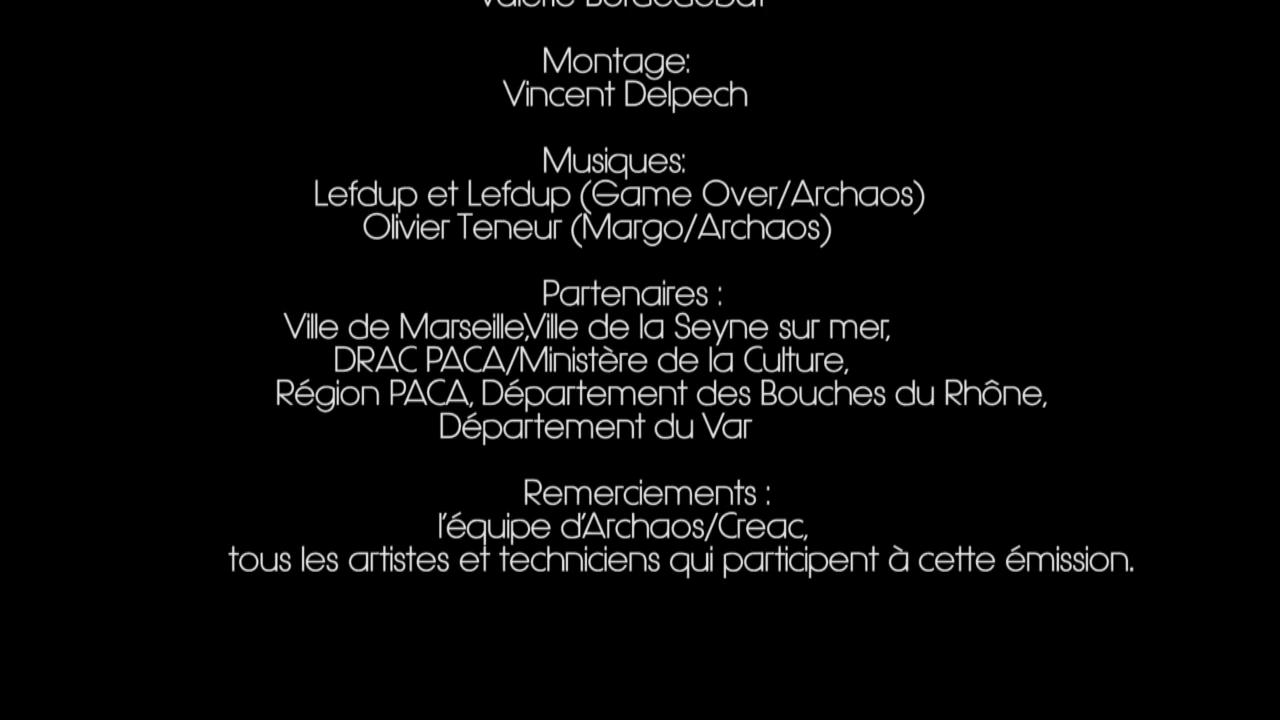 Montage:
Vincent Delpech
Musiques:
Lefdup et Lefdup (Game Over/Archaos)
Olivier Teneur (Margo/Archaos)
Partenaires :
Ville de Marseille,Ville de la Seyne sur mer,
DRAC PACA/Ministère de la Culture,
Région PACA, Département des Bouches du Rhône,
Département du Var
Remerciements :
l'équipe d'Archaos/Creac,
tous les artistes et techniciens qui participent à cette émission.